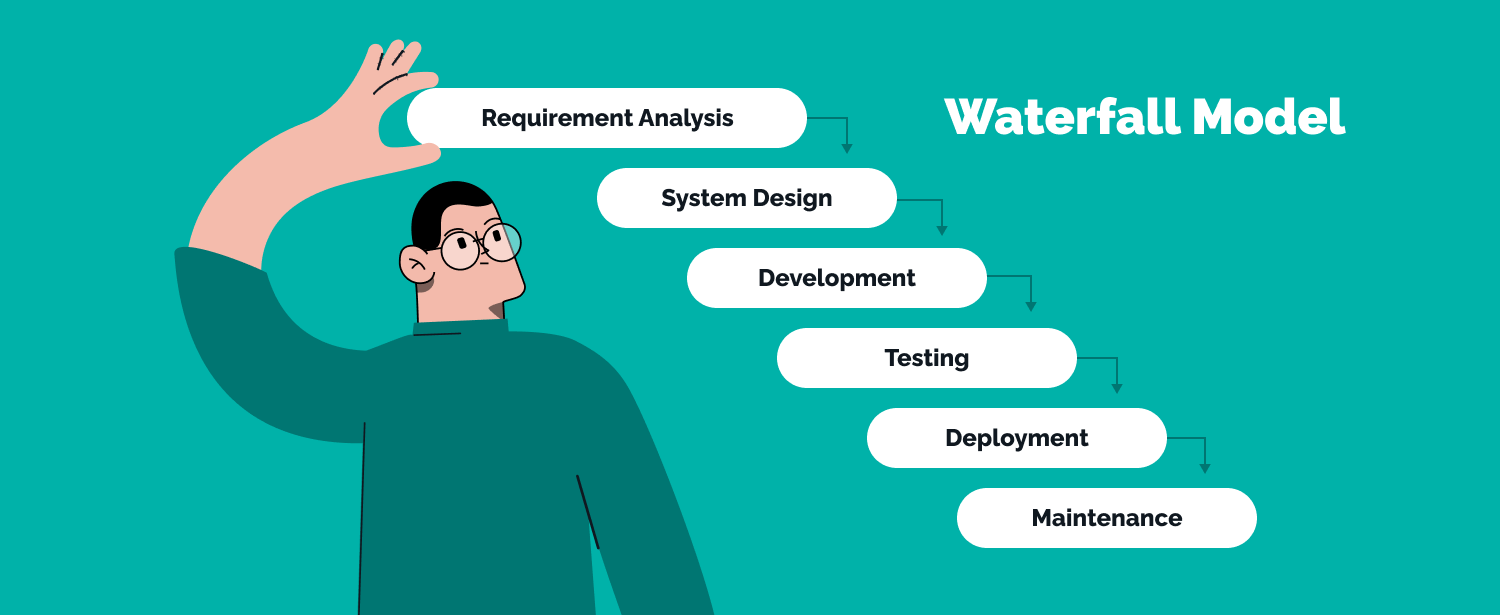 Waterfall Model
Requirement Analysis
System Design
Development
Testing
Deployment
Maintenance